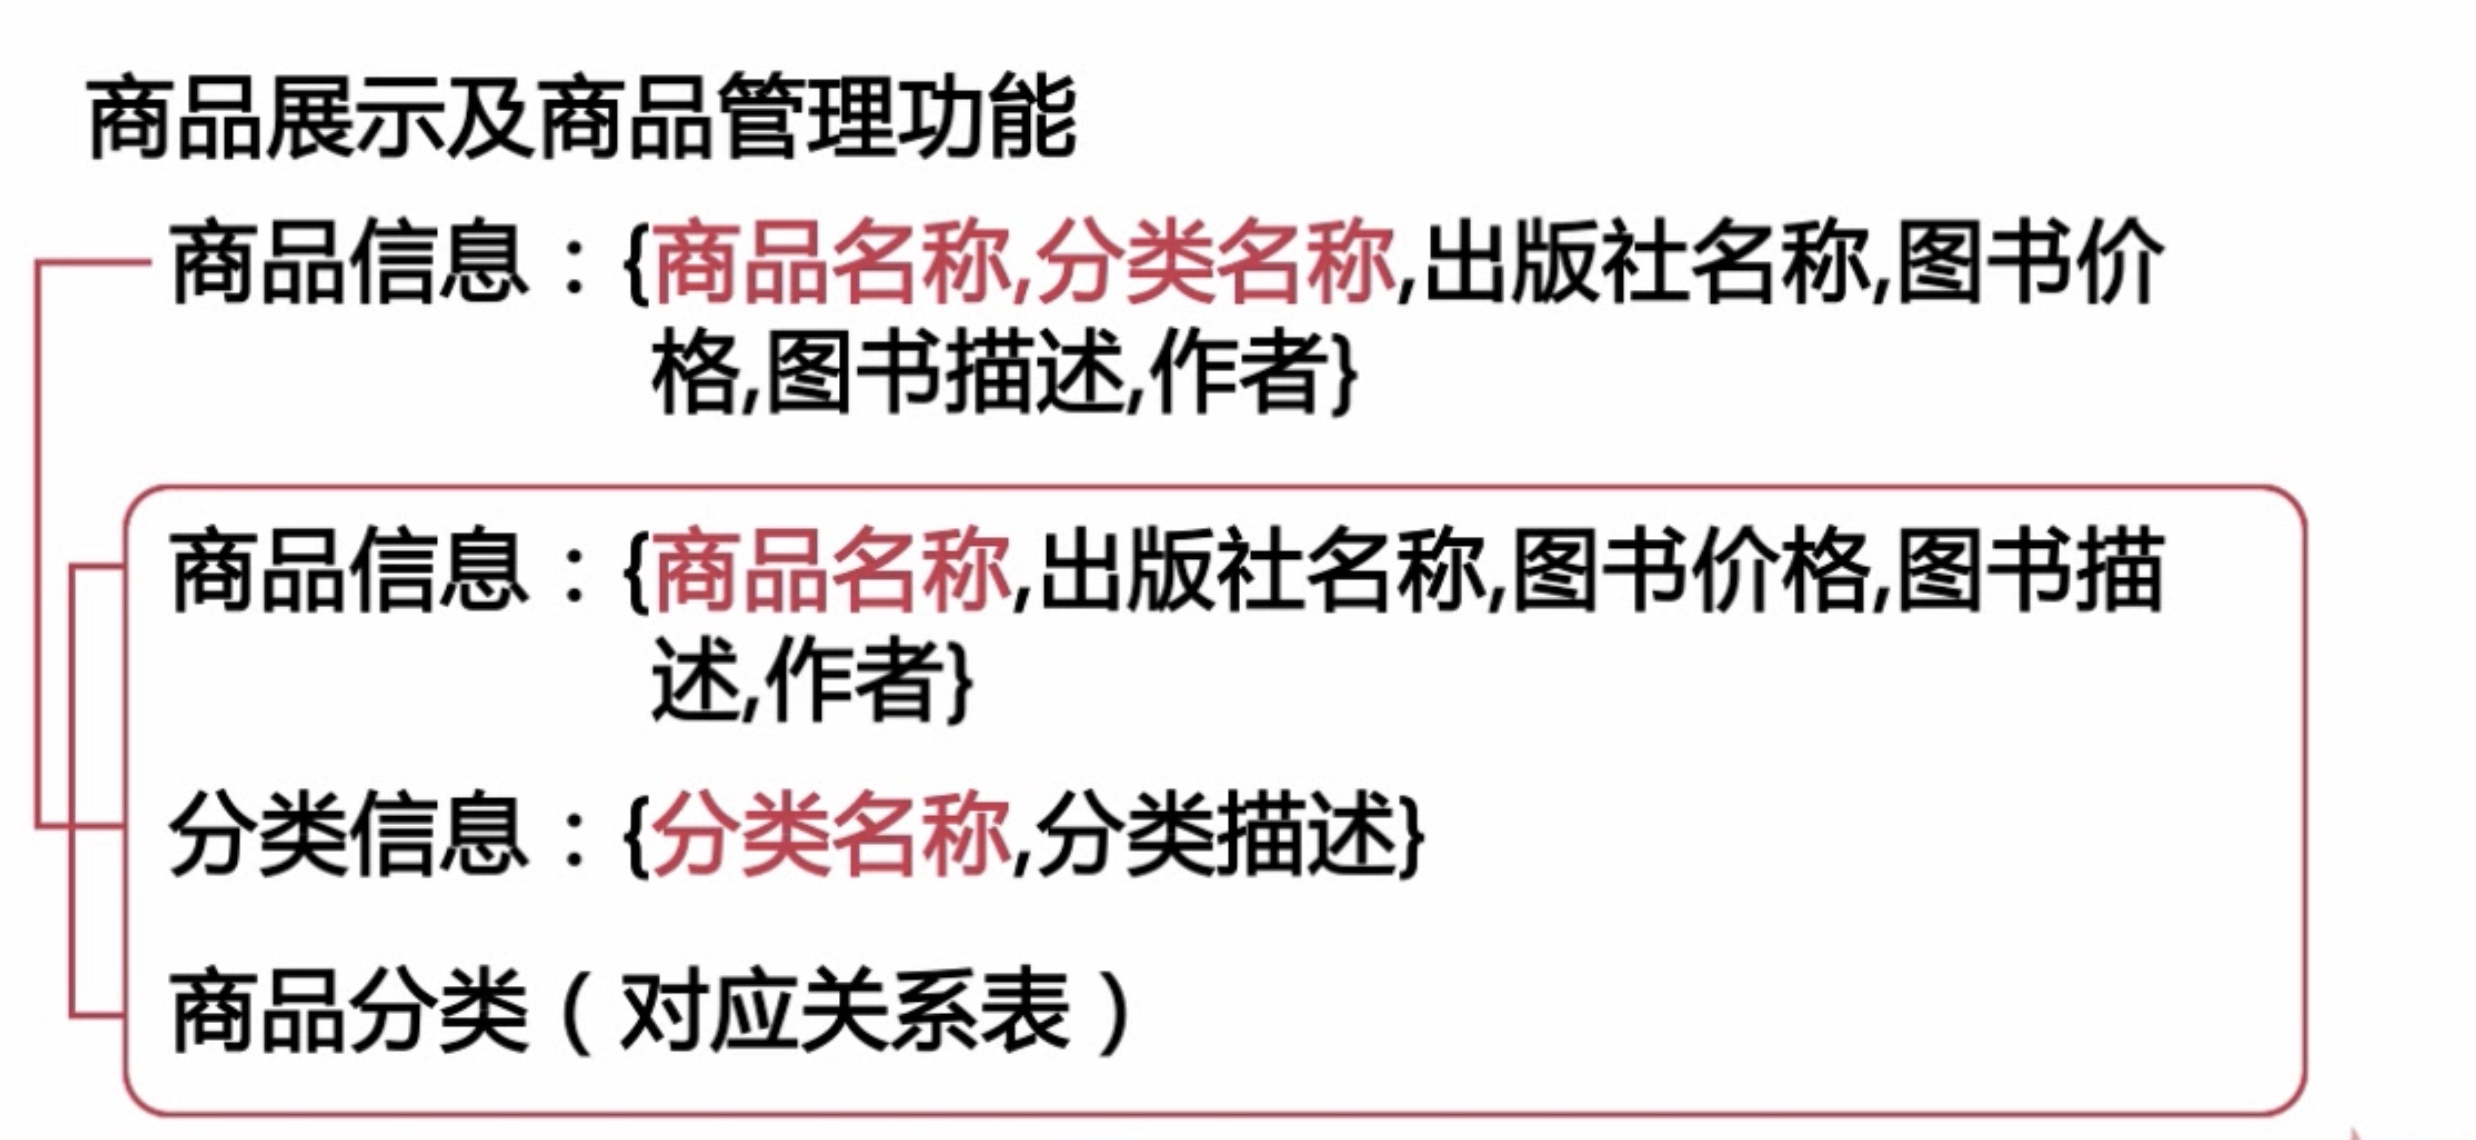 商品展示及商品管理功能
商品信息：{商品名称,分类名称,出版社名称,图书价
格,图书描述,作者}
商品信息：{商品名称,出版社名称,图书价格,图书描
述,作者}
分类信息：{分类名称,分类描述}
商品分类（对应关系表）